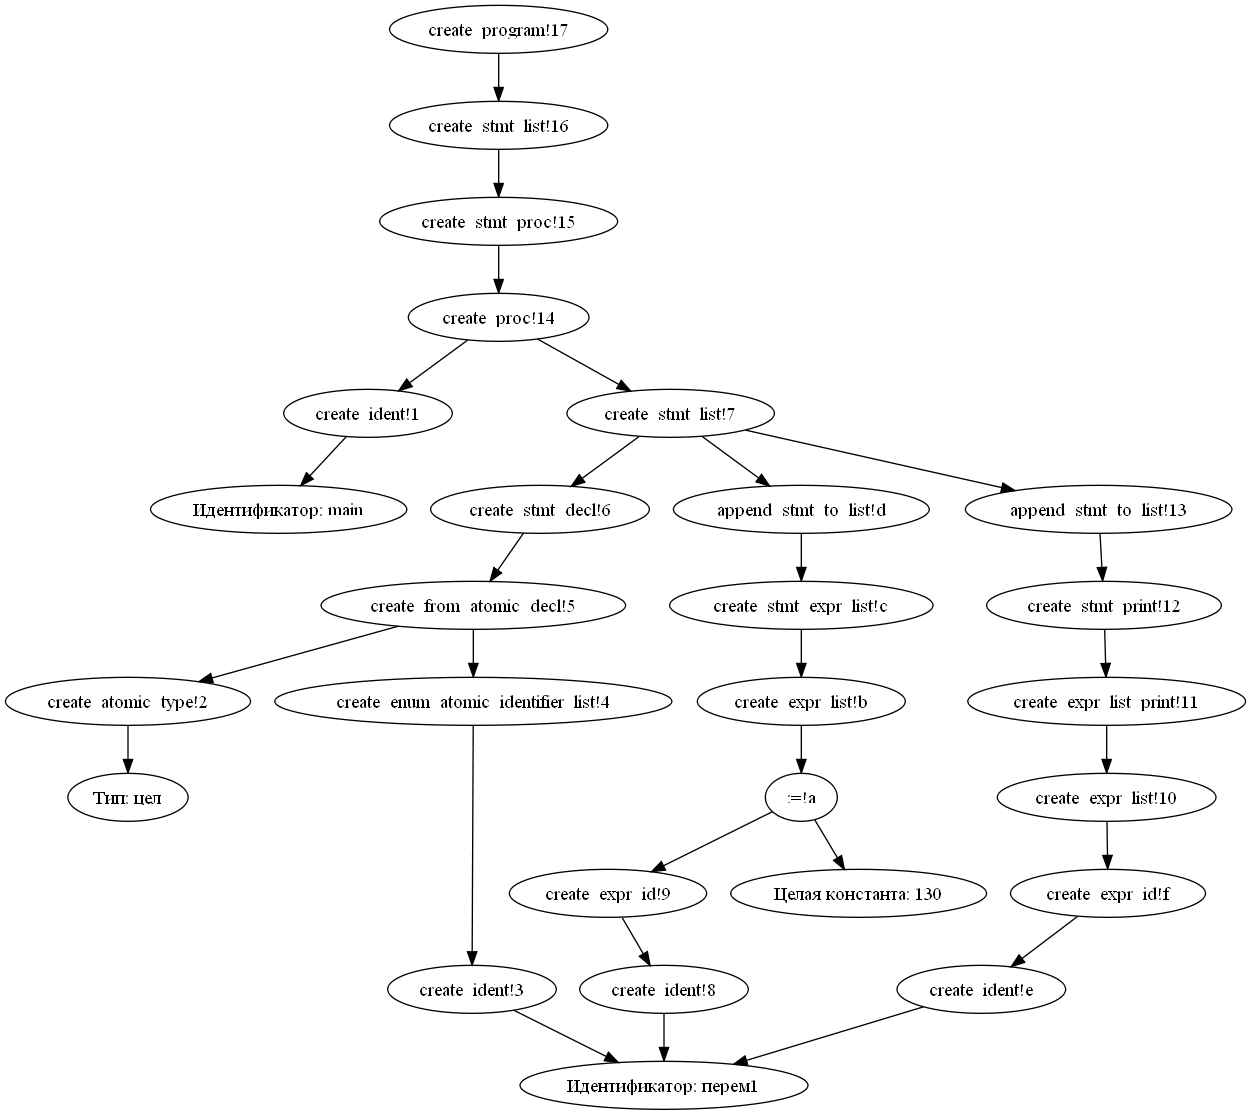 create program!17
create stmt list!16
create stmt proc!15
create proc!14
create ident!1
create stmt list!7
Идентификатор: main
create stmt decl!6
append stmt to list!d
append stmt to list!13
create from atomic decl!5
create stmt expr list!c
create stmt print!12
create atomic type!2
create enum atomic identifier list!4
create expr list!b
create expr list print!11
Тип: цел
:=!a
create expr list!10
create expr id!9
Целая константа: 130
create expr id!f
create ident!3
create ident!8
create ident!e
Идентификатор: перем1